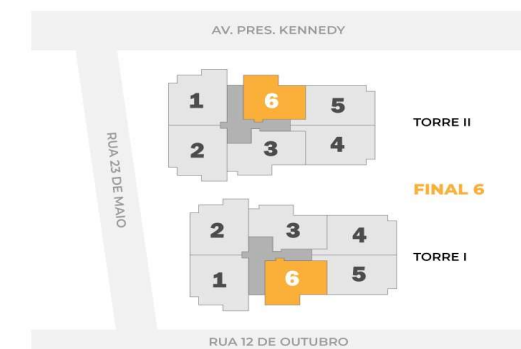 AV. PRES. KENNEDY
RUA 23 DE MAIO
1
6
5
2
3
4
TORRE II
FINAL 6
2
3
4
1
6
5
TORRE I
RUA 12 DE OUTUBRO